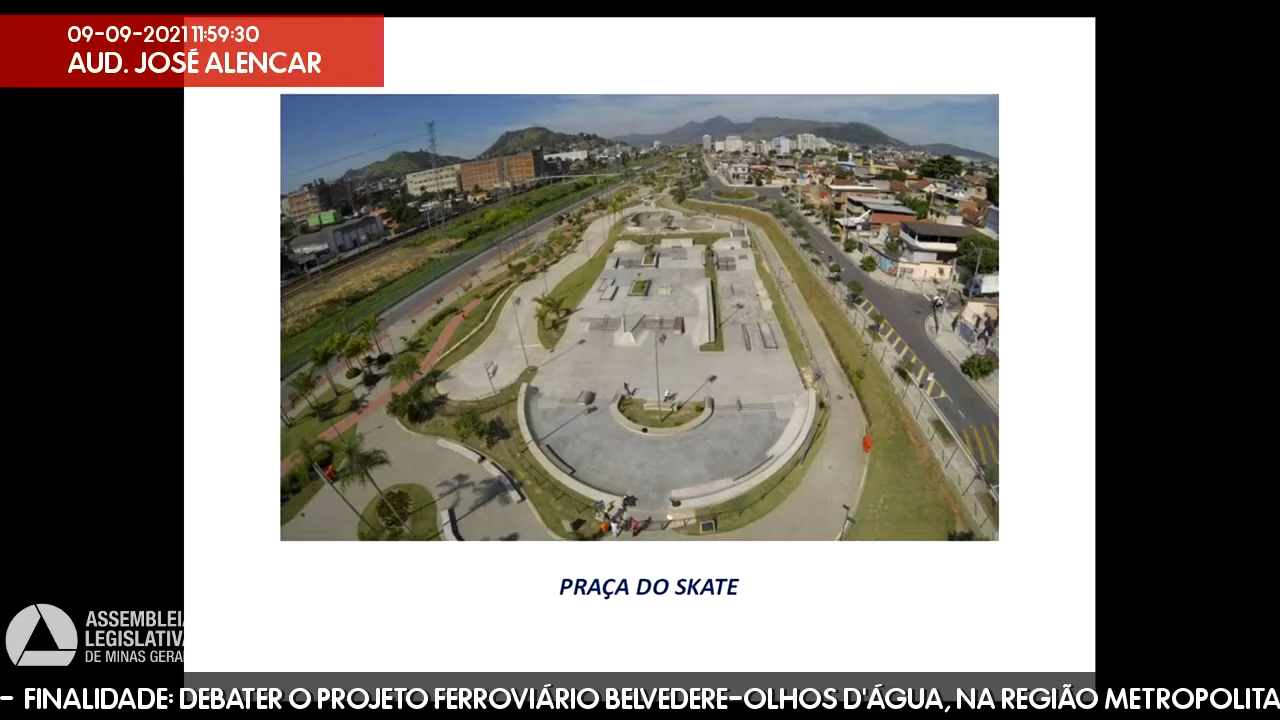 09-09-2021 11:59:30
AUD. JOSÉ ALENCAR
PRAÇA DO SKATE
ASSEMBLEIA
LEGISLATIVA
DE MINAS GERAI
- FINALIDADE: DEBATER O PROJETO FERROVIÁRIO BELVEDERE-OLHOS D'ÁGUA, NA REGIÃO METROPOLITA